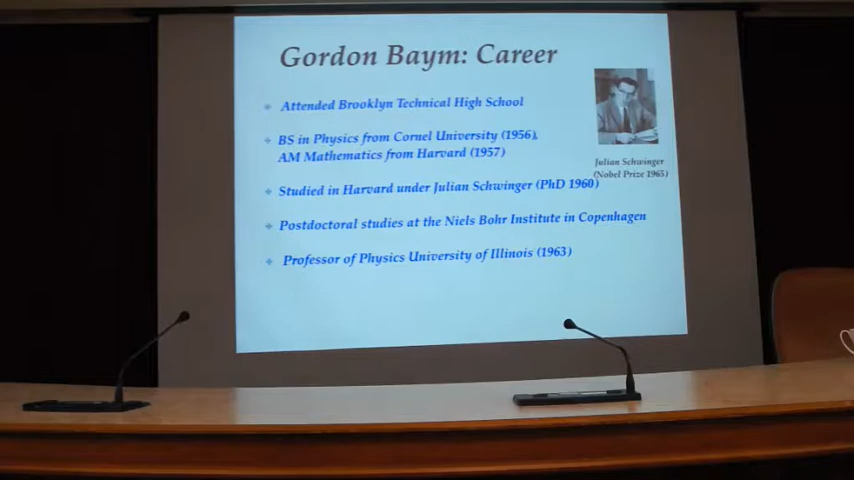 Gordon Baym: Career
Attended Brooklyn Technical High School
BS in Physics from Cornel University (1956),
AM Mathematics from Harvard (1957)
Julian Schwinger
(Nobel Prize 1965)
Studied in Harvard under Julian Schwinger (PhD 1960)
Postdoctoral studies at the Niels Bohr Institute in Copenhagen
Professor of Physics University of Illinois (1963)